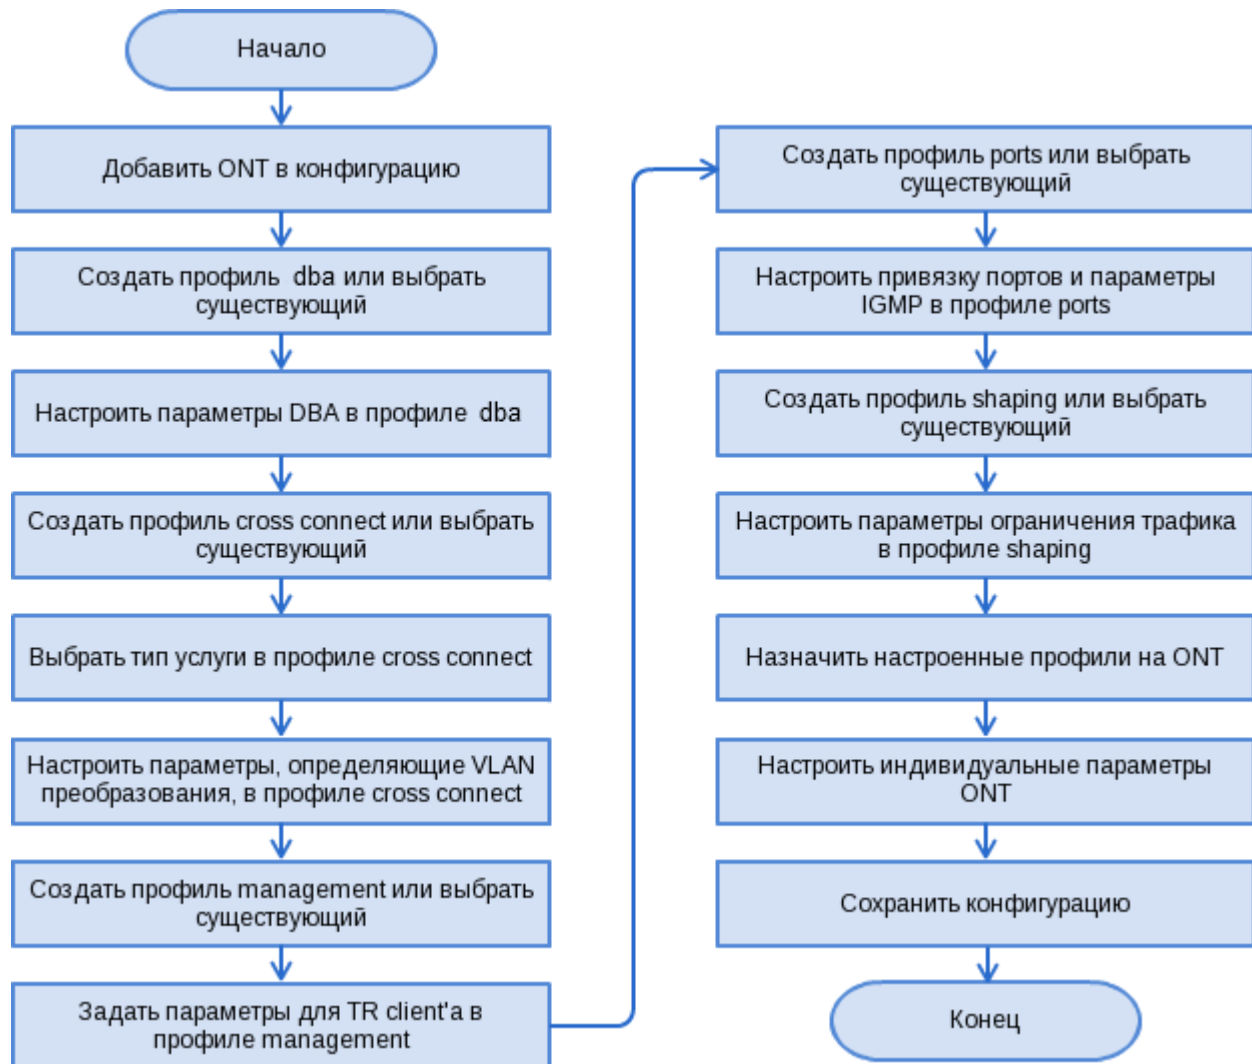 Начало
Добавить ONT в конфигурацию
Создать профиль dba или выбрать
существующий
Настроить параметры DBA в профиле dba
Создать профиль cross connect или выбрать
существующий
Выбрать тип услуги в профиле cross connect
Настроить параметры, определяющие VLAN
преобразования, в профиле cross connect
Создать профиль management или выбрать
существующий
Задать параметры для TR client'а в
профиле management
Создать профиль ports или выбрать
существующий
Настроить привязку портов и параметры
IGMP в профиле ports
Создать профиль shaping или выбрать
существующий
Настроить параметры ограничения трафика
в профиле shaping
Назначить настроенные профили на ONT
Настроить индивидуальные параметры
ONT
Сохранить конфигурацию
Конец